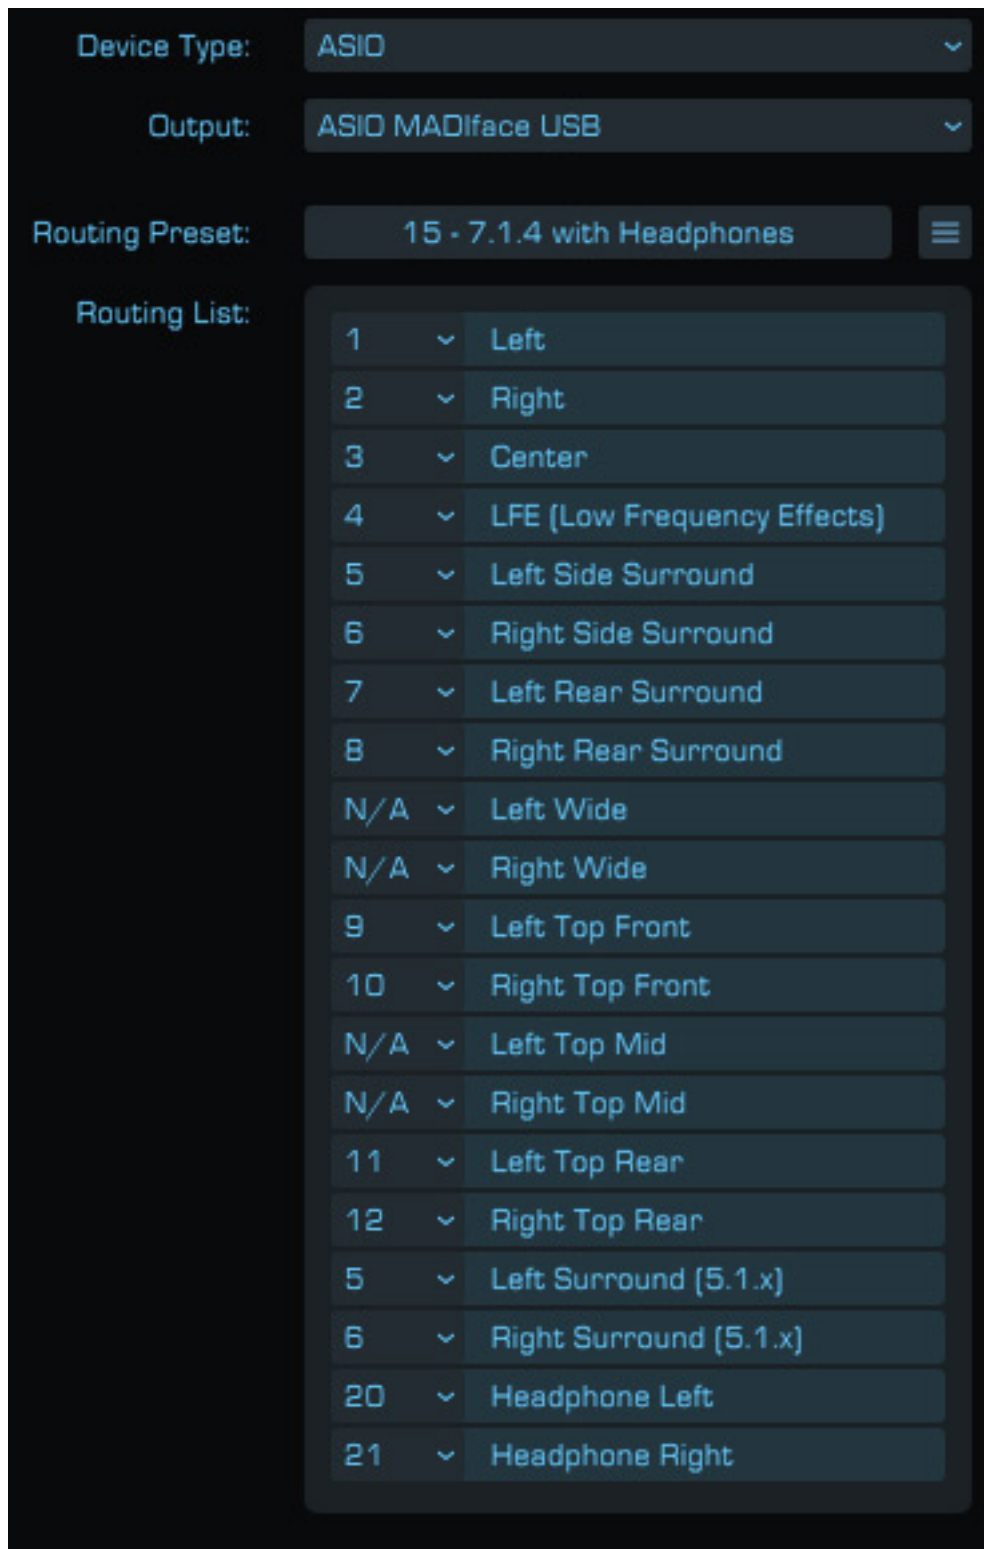 Device Type: ASIO
Output: ASIO MADIface USB
Routing Preset: 15 - 7.1.4 with Headphones
Routing List:
1 Left
2 Right
3 Center
4 LFE (Low Frequency Effects)
5 Left Side Surround
6 Right Side Surround
7 Left Rear Surround
8 Right Rear Surround
N/A Left Wide
N/A Right Wide
9 Left Top Front
10 Right Top Front
N/A Left Top Mid
N/A Right Top Mid
11 Left Top Rear
12 Right Top Rear
5 Left Surround (5.1.x)
6 Right Surround (5.1.x)
20 Headphone Left
21 Headphone Right